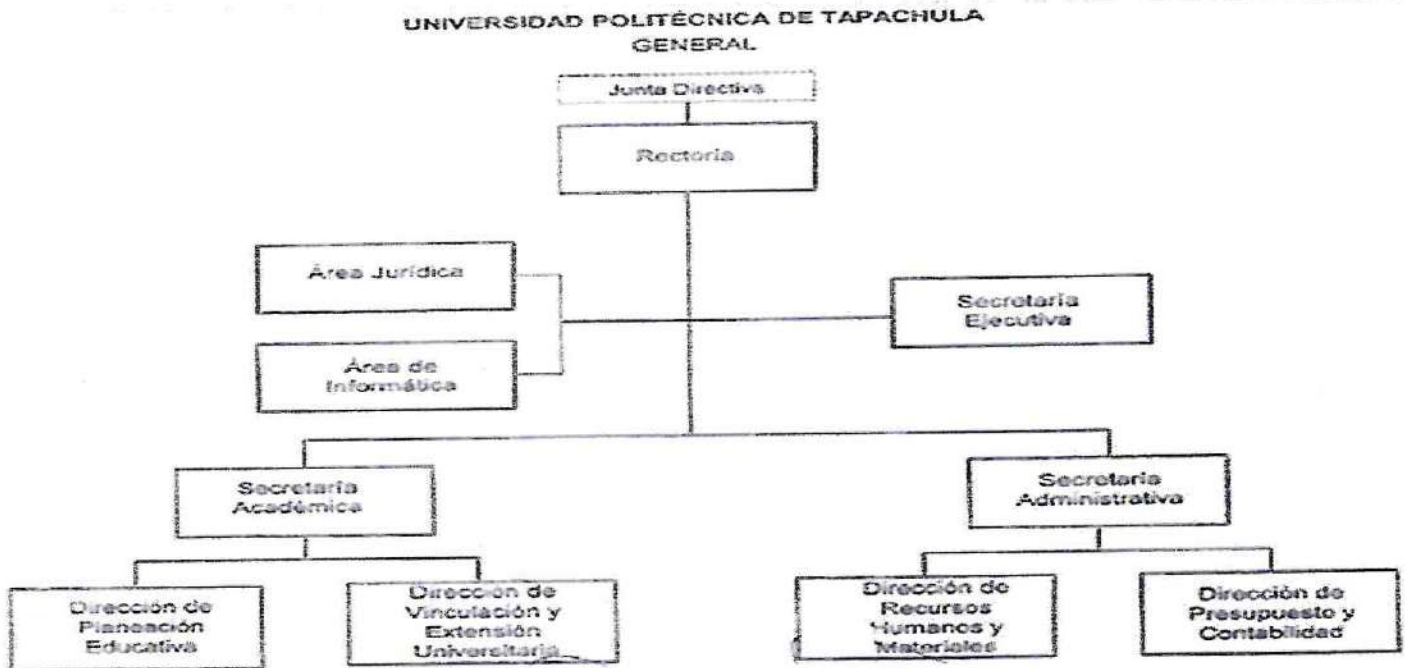 UNIVERSIDAD POLITÉCNICA DE TAPACHULA
GENERAL
Junta Directiva
Rectoría
Área Jurídica
Secretaría
Ejecutiva
Área de
Informática
Secretaría
Académica
Secretaría
Administrativa
Dirección de
Planeación
Educativa
Dirección de
Vinculación y
Extensión
Universitaria
Dirección de
Recursos
Humanos y
Materiales
Dirección de
Presupuesto y
Contabilidad